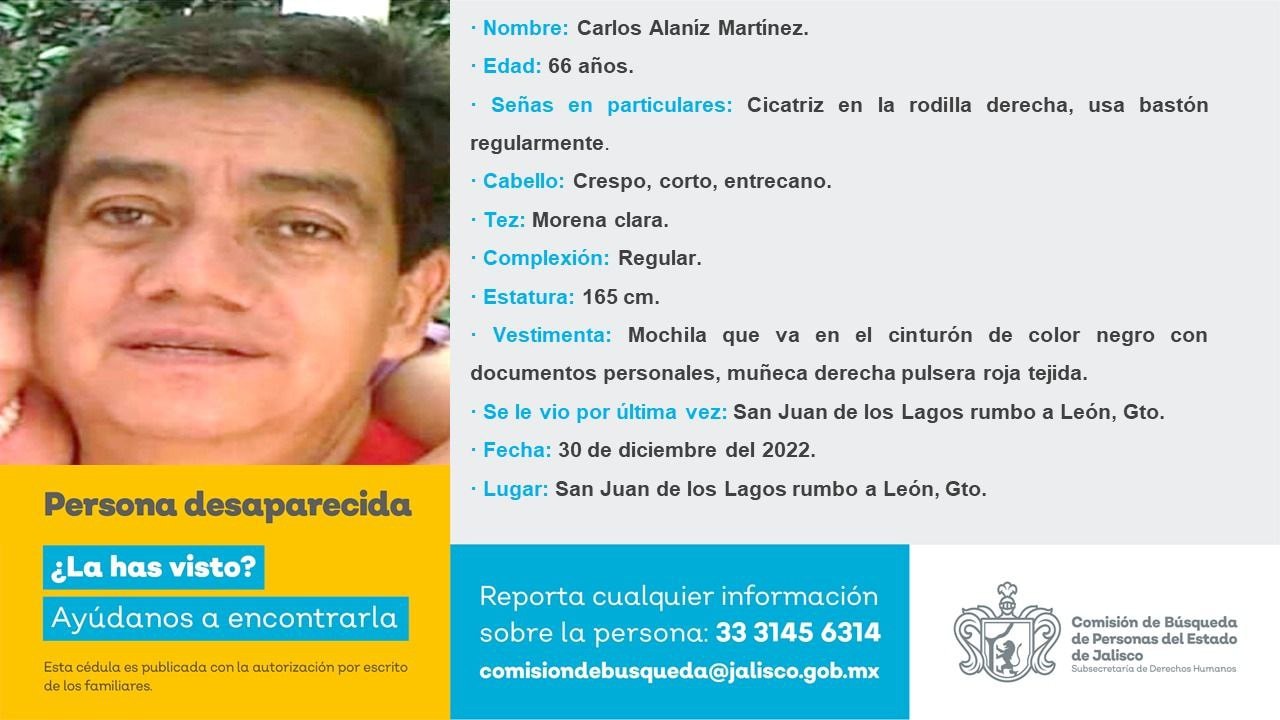 · Nombre: Carlos Alaníz Martínez.
· Edad: 66 años.
· Señas en particulares: Cicatriz en la rodilla derecha, usa bastón
regularmente.
· Cabello: Crespo, corto, entrecano.
· Tez: Morena clara.
· Complexión: Regular.
· Estatura: 165 cm.
· Vestimenta: Mochila que va en el cinturón de color negro con
documentos personales, muñeca derecha pulsera roja tejida.
· Se le vio por última vez: San Juan de los Lagos rumbo a León, Gto.
· Fecha: 30 de diciembre del 2022.
· Lugar: San Juan de los Lagos rumbo a León, Gto.
Persona desaparecida
¿La has visto?
Ayúdanos a encontrarla
Esta cédula es publicada con la autorización por escrito
de los familiares.
Reporta cualquier información
sobre la persona: 33 3145 6314
comisiondebusqueda@jalisco.gob.mx
Comisión de Búsqueda
de Personas del Estado
de Jalisco
Subsecretaría de Derechos Humanos